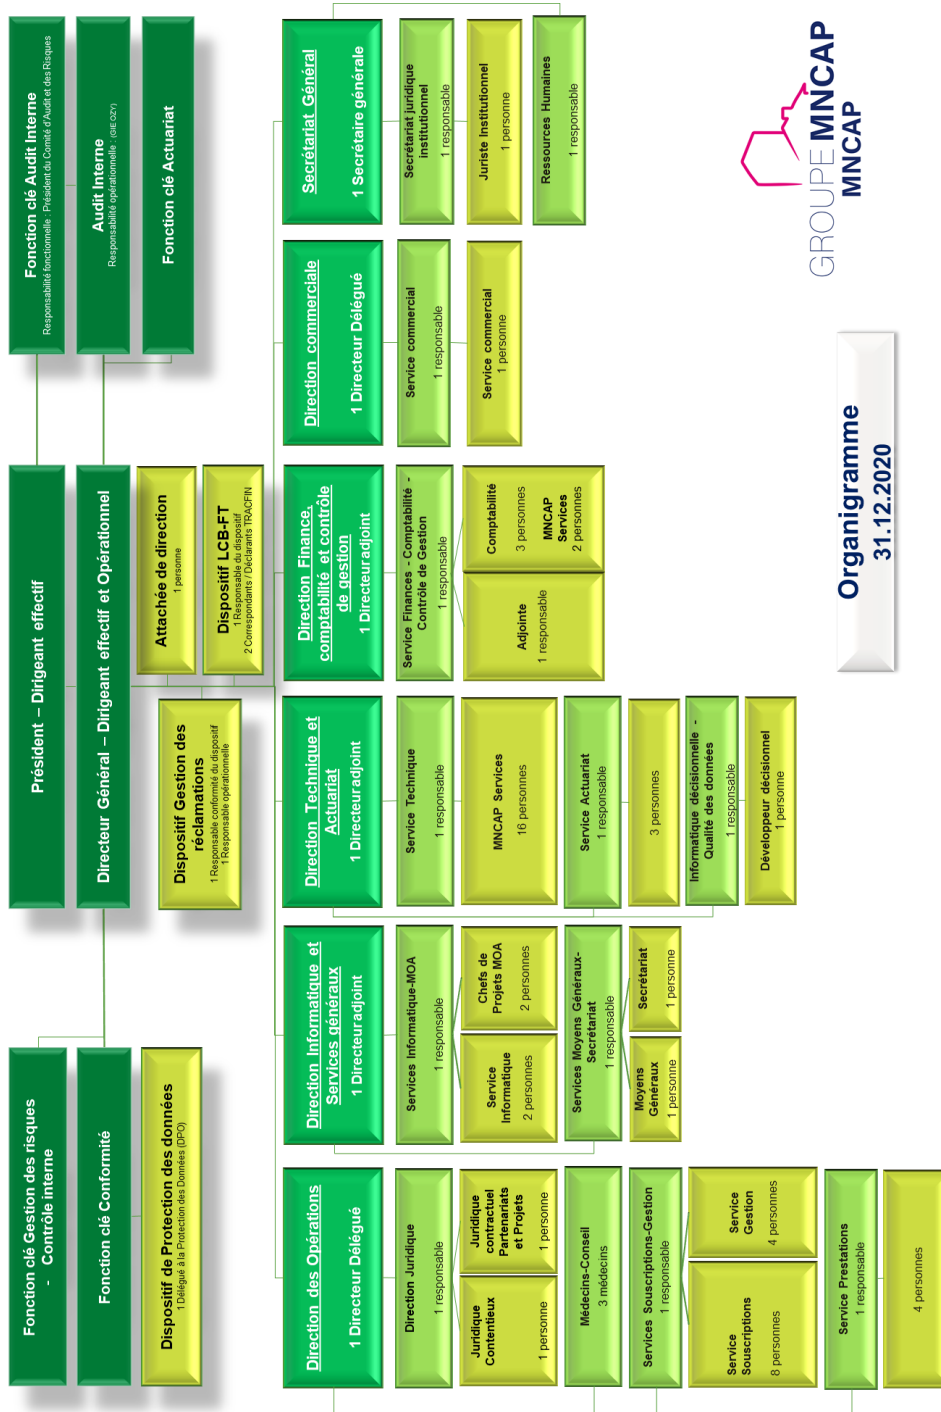 Fonction clé Gestion des risques
- Contrôle interne
Fonction clé Conformité
Dispositif de Protection des données
1 Délégué à la Protection des Données (DPO)
Président – Dirigeant effectif
Directeur Général – Dirigeant effectif et Opérationnel
Attachée de direction
1 personne
Dispositif LCB-FT
1 Responsable du dispositif
2 Correspondants / Déclarants TRACFIN
Dispositif Gestion des
réclamations
1 Responsable conformité du dispositif
1 Responsable opérationnelle
Fonction clé Audit Interne
Responsabilité fonctionnelle : Président du Comité d'Audit et des Risques
Audit Interne
Responsabilité opérationnelle : (GIE OZY)
Fonction clé Actuariat
Direction des Opérations
1 Directeur Délégué
Direction Juridique
1 responsable
Juridique
Contentieux
1 personne
Juridique
contractuel
Partenariats
et Projets
1 personne
Médecins-Conseil
3 médecins
Services Souscriptions-Gestion
1 responsable
Service
Souscriptions
8 personnes
Service
Gestion
4 personnes
Service Prestations
1 responsable
4 personnes
Direction Informatique et
Services généraux
1 Directeur adjoint
Services Informatique-MOA
1 responsable
Service
Informatique
2 personnes
Chefs de
Projets MOA
2 personnes
Services Moyens Généraux-
Secrétariat
1 responsable
Moyens
Généraux
1 personne
Secrétariat
1 personne
Direction Technique et
Actuariat
1 Directeur adjoint
Service Technique
1 responsable
MNCAP Services
16 personnes
Service Actuariat
1 responsable
3 personnes
Informatique décisionnelle -
Qualité des données
1 responsable
Développeur décisionnel
1 personne
Direction Finance,
comptabilité et contrôle
de gestion
1 Directeur adjoint
Service Finances - Comptabilité -
Contrôle de Gestion
1 responsable
Adjointe
1 responsable
Comptabilité
3 personnes
MNCAP
Services
2 personnes
Direction commerciale
1 Directeur Délégué
Service commercial
1 responsable
Service commercial
1 personne
Secrétariat Général
1 Secrétaire générale
Secrétariat juridique
institutionnel
1 responsable
Juriste Institutionnel
1 personne
Ressources Humaines
1 responsable
Organigramme
31.12.2020
GROUPE MNCAP
MNCAP